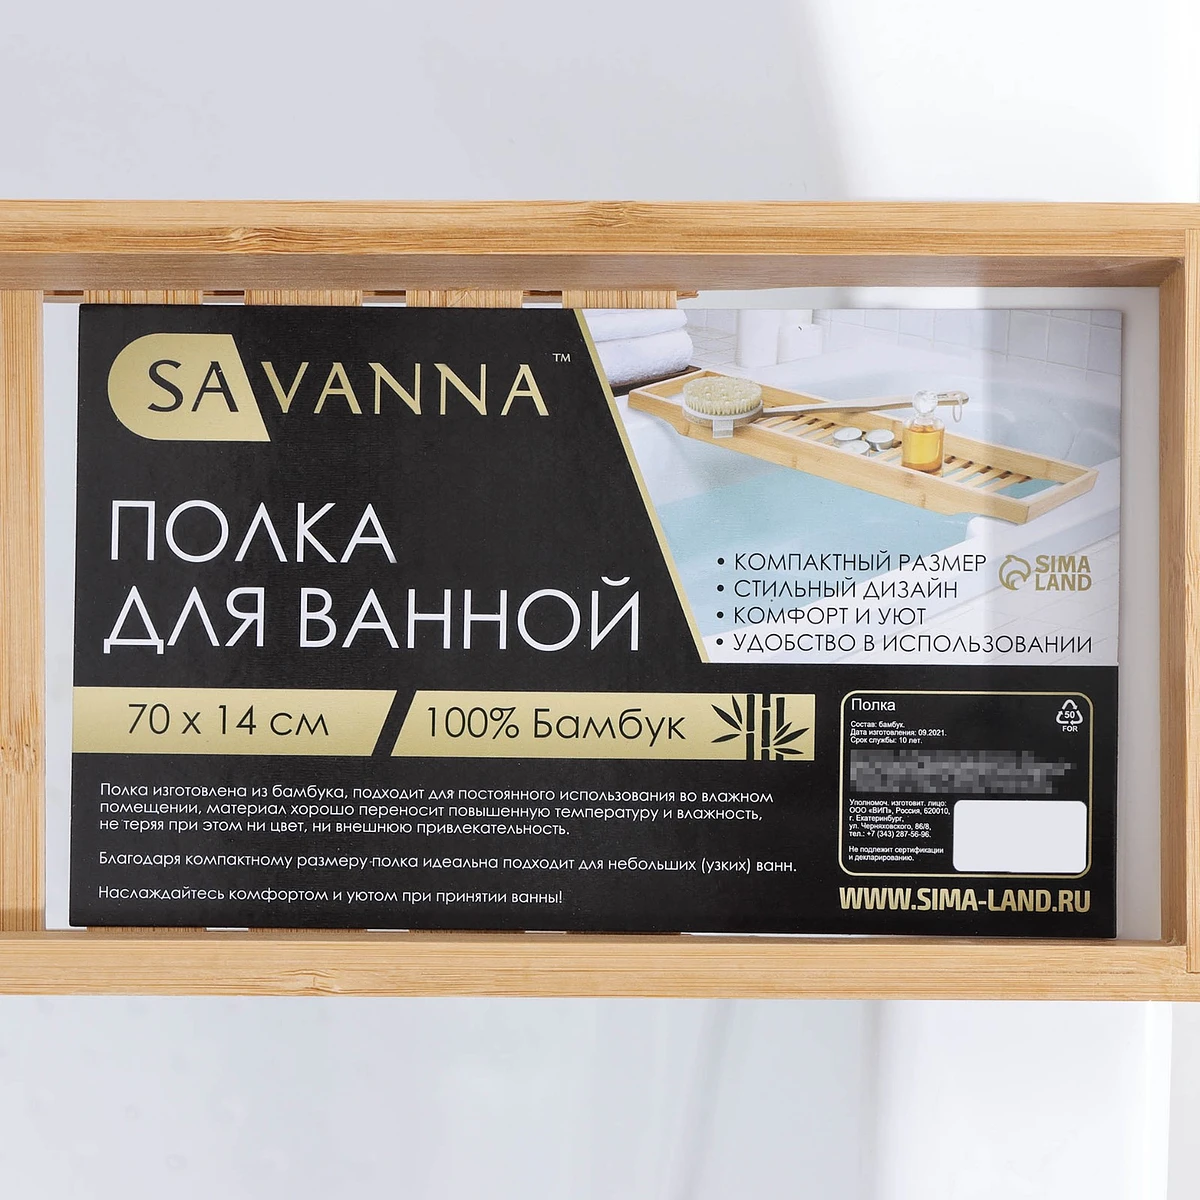 SAVANNA™
ПОЛКА
ДЛЯ ВАННОЙ
• КОМПАКТНЫЙ РАЗМЕР
• СТИЛЬНЫЙ ДИЗАЙН
• КОМФОРТ И УЮТ
• УДОБСТВО В ИСПОЛЬЗОВАНИИ
SIMA
LAND
70 х 14 см
100% Бамбук
Полка изготовлена из бамбука, подходит для постоянного использования во влажном
помещении, материал хорошо переносит повышенную температуру и влажность,
не теряя при этом ни цвет, ни внешнюю привлекательность.
Благодаря компактному размеру полка идеальна подходит для небольших (узких) ванн.
Наслаждайтесь комфортом и уютом при принятии ванны!
Полка
Состав: бамбук.
Дата изготовления: 09.2021.
Срок службы: 10 лет.
50
FOR
Уполномоч. изготовит. лицо:
ООО «ВИП», Россия, 620010,
г. Екатеринбург,
ул. Черняховского, 86/8,
тел.: +7 (343) 287-56-96.
Не подлежит сертификации
и декларированию.
WWW.SIMA-LAND.RU